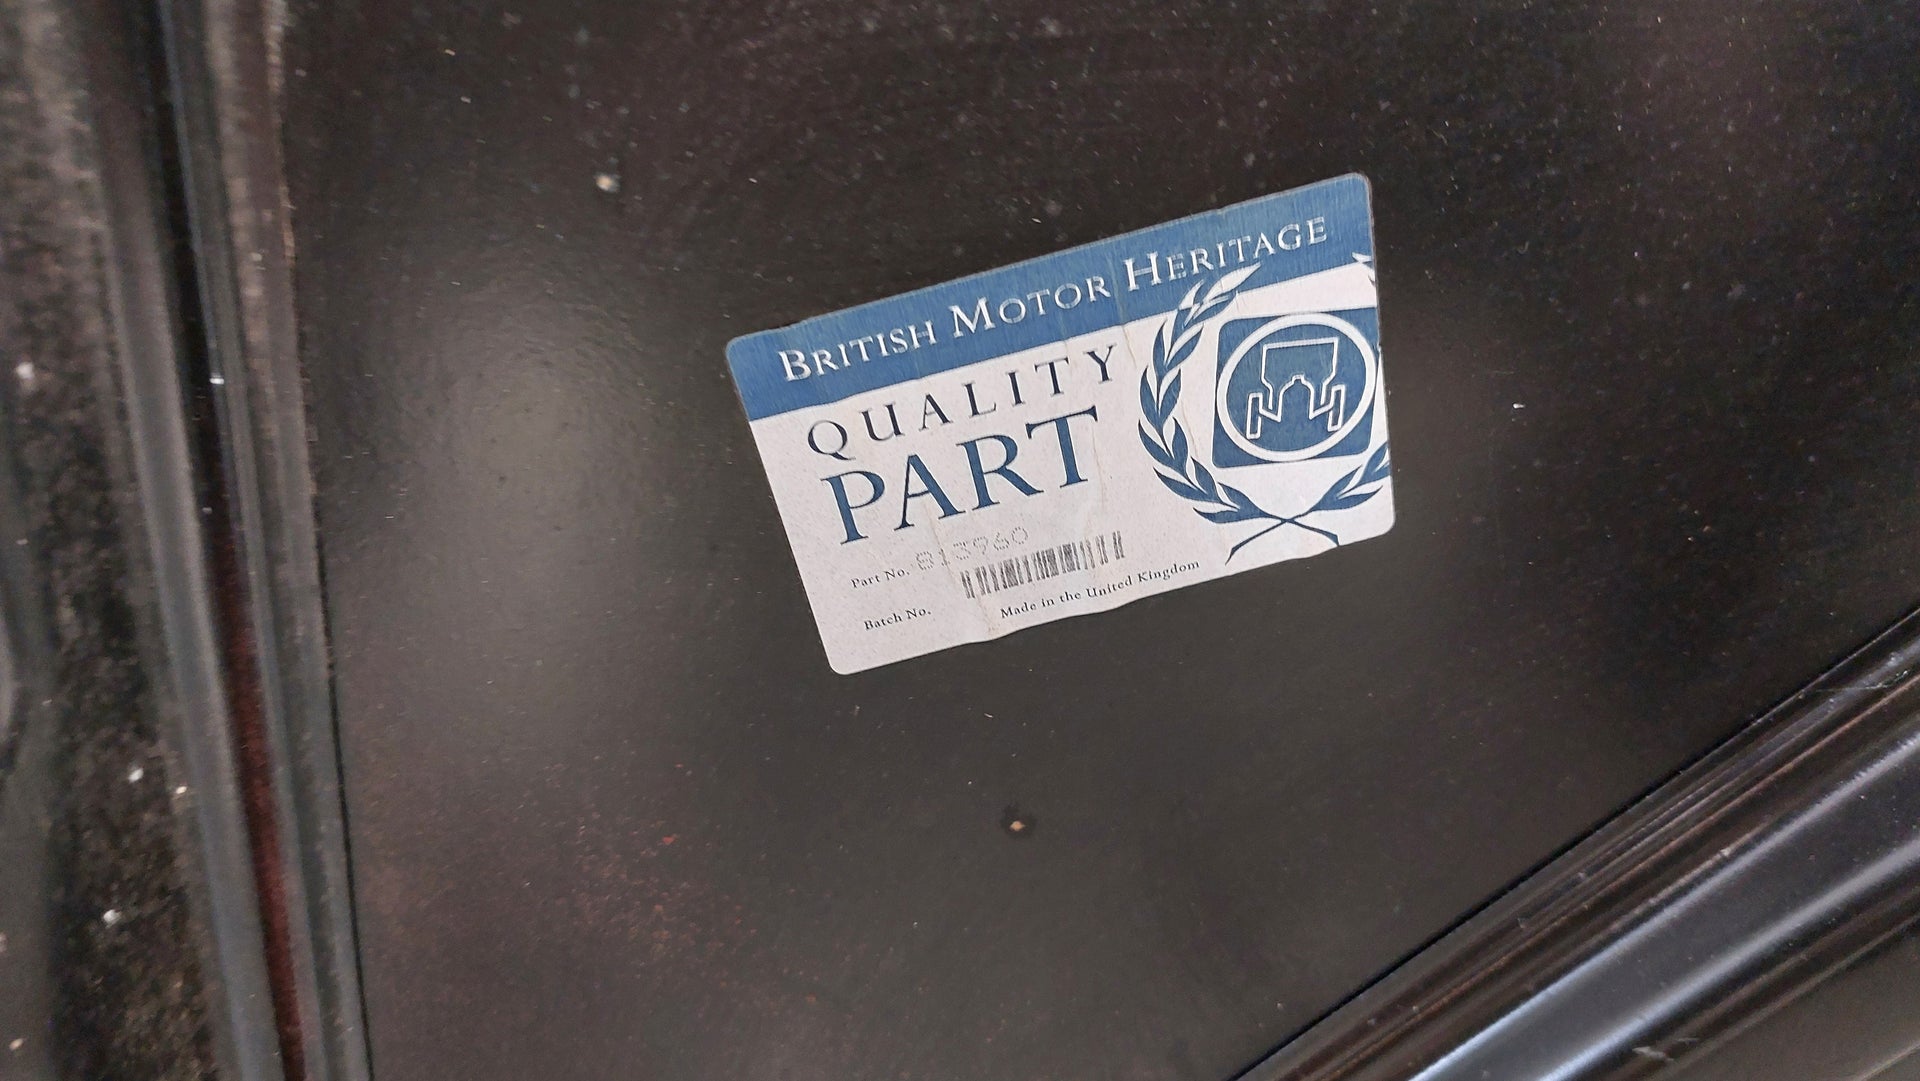 BRITISH MOTOR HERITAGE
QUALITY
PART
Part No. 813960
Batch No.
Made in the United Kingdom